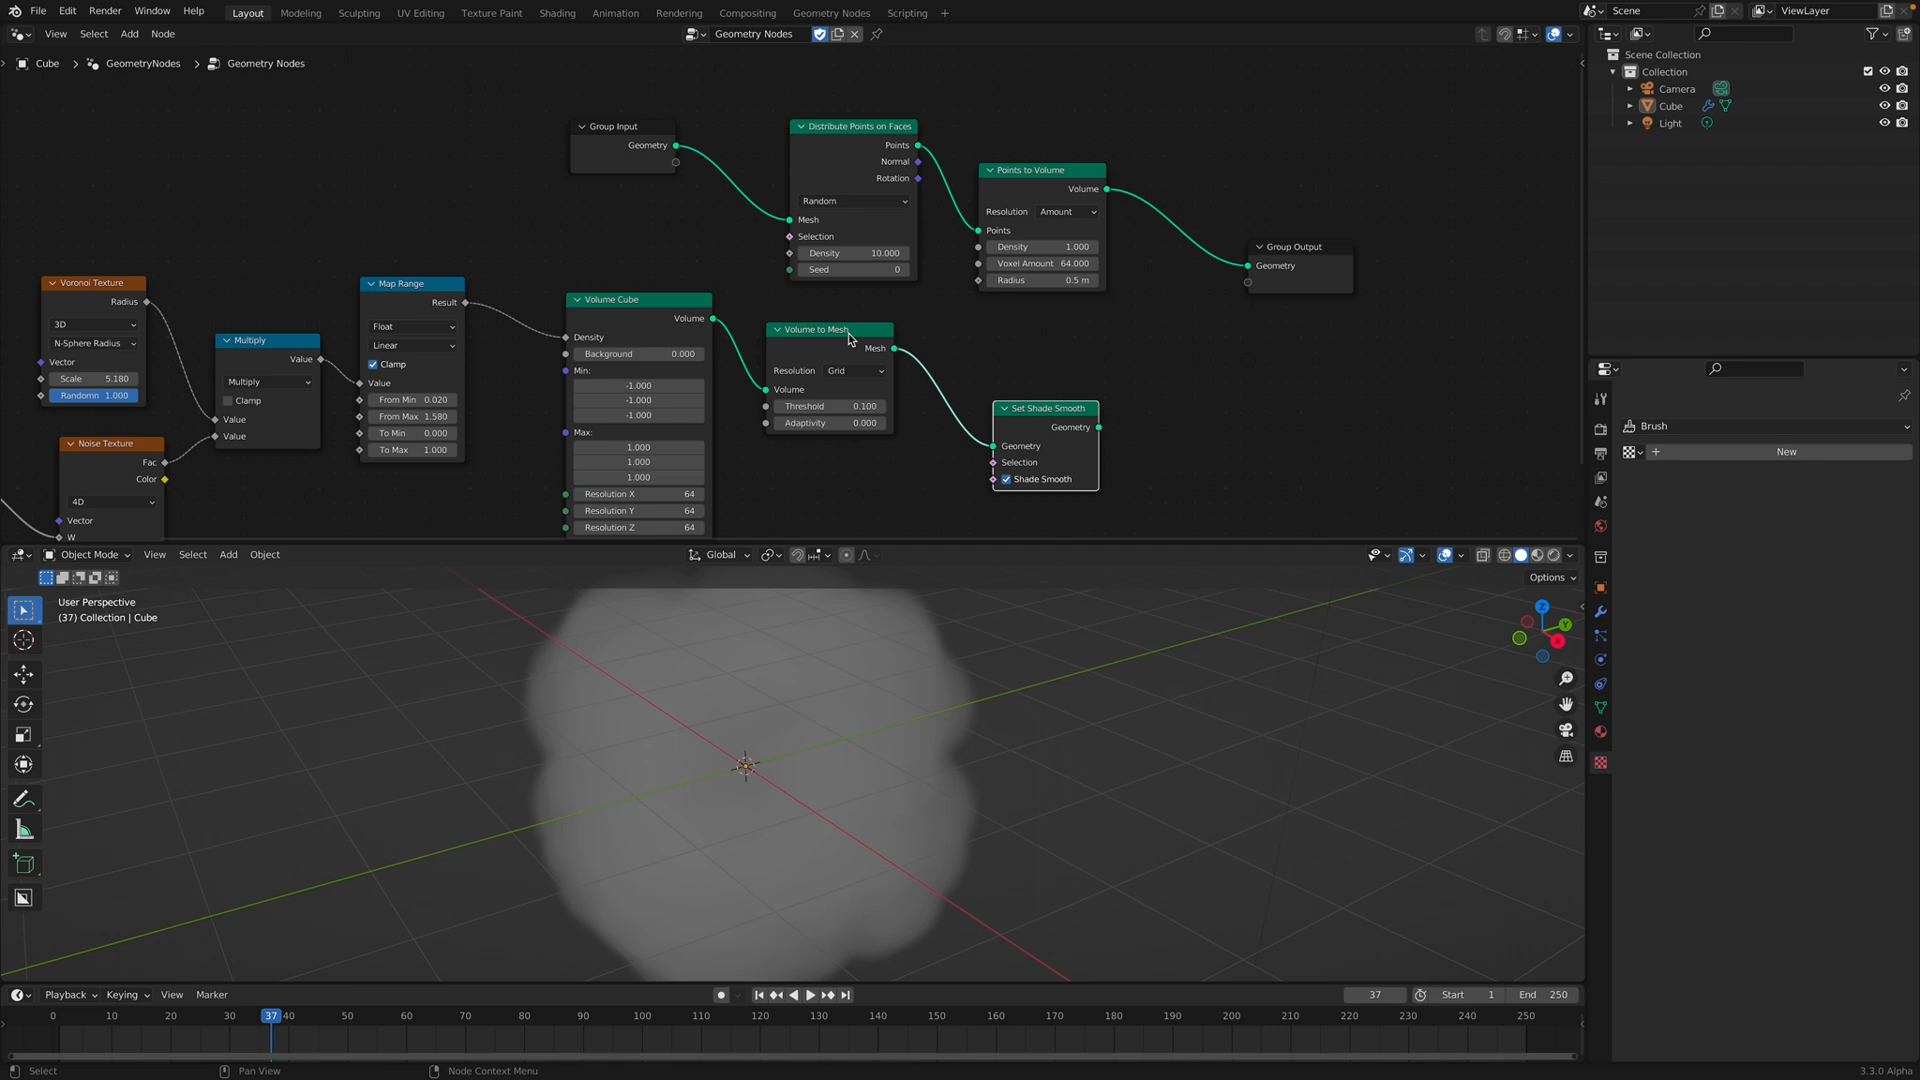 File Edit Render Window Help Layout Modeling Sculpting UV Editing Texture Paint Shading Animation Rendering Compositing Geometry Nodes Scripting +
Scene
ViewLayer
View Select Add Node
Geometry Nodes
Cube > GeometryNodes > Geometry Nodes
Scene Collection
Collection
Camera
Cube
Light
Group Input
Geometry
Distribute Points on Faces
Points
Normal
Rotation
Random
Mesh
Selection
Density 10.000
Seed 0
Points to Volume
Volume
Resolution Amount
Points
Density 1.000
Voxel Amount 64.000
Radius 0.5 m
Group Output
Geometry
Voronoi Texture
Radius
3D
N-Sphere Radius
Vector
Scale 5.180
Randomn 1.000
Noise Texture
Fac
Color
4D
Vector
W
Multiply
Value
Multiply
Clamp
Value
Value
Map Range
Result
Float
Linear
Clamp
Value
From Min 0.020
From Max 1.580
To Min 0.000
To Max 1.000
Volume Cube
Volume
Density
Background 0.000
Min:
-1.000
-1.000
-1.000
Max:
1.000
1.000
1.000
Resolution X 64
Resolution Y 64
Resolution Z 64
Volume to Mesh
Mesh
Resolution Grid
Volume
Threshold 0.100
Adaptivity 0.000
Set Shade Smooth
Geometry
Geometry
Selection
Shade Smooth
Brush
+ New
Object Mode View Select Add Object
Global
Options
User Perspective
(37) Collection | Cube
Z
Y
X
Playback Keying View Marker
37
Start 1
End 250
0 10 20 30 37 40 50 60 70 80 90 100 110 120 130 140 150 160 170 180 190 200 210 220 230 240 250
Select
Pan View
Node Context Menu
3.3.0 Alpha